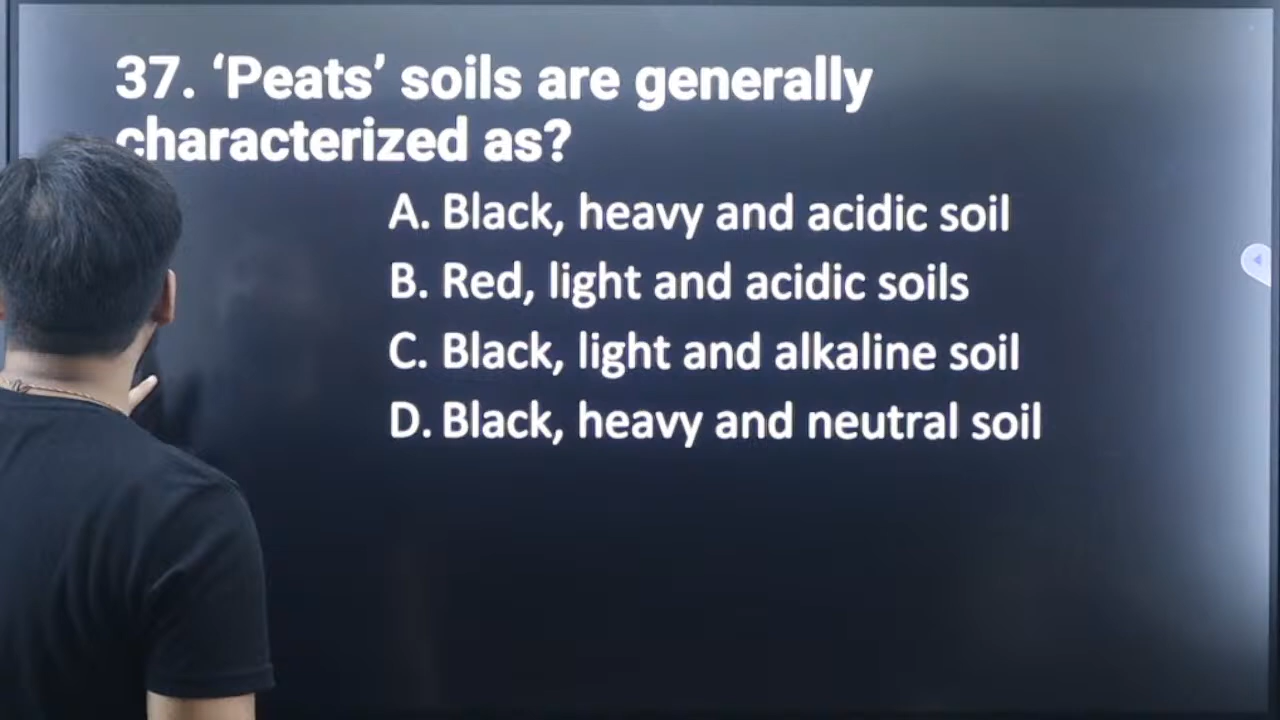 37. ‘Peats’ soils are generally
characterized as?
A. Black, heavy and acidic soil
B. Red, light and acidic soils
C. Black, light and alkaline soil
D. Black, heavy and neutral soil